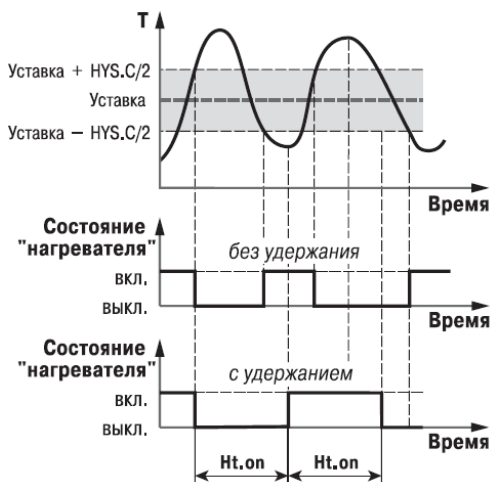 T
Уставка + HYS.C/2
Уставка
Уставка − HYS.C/2
Время
Состояние
"нагревателя"
без удержания
вкл.
выкл.
Время
Состояние
"нагревателя"
с удержанием
вкл.
выкл.
Время
Ht.on
Ht.on